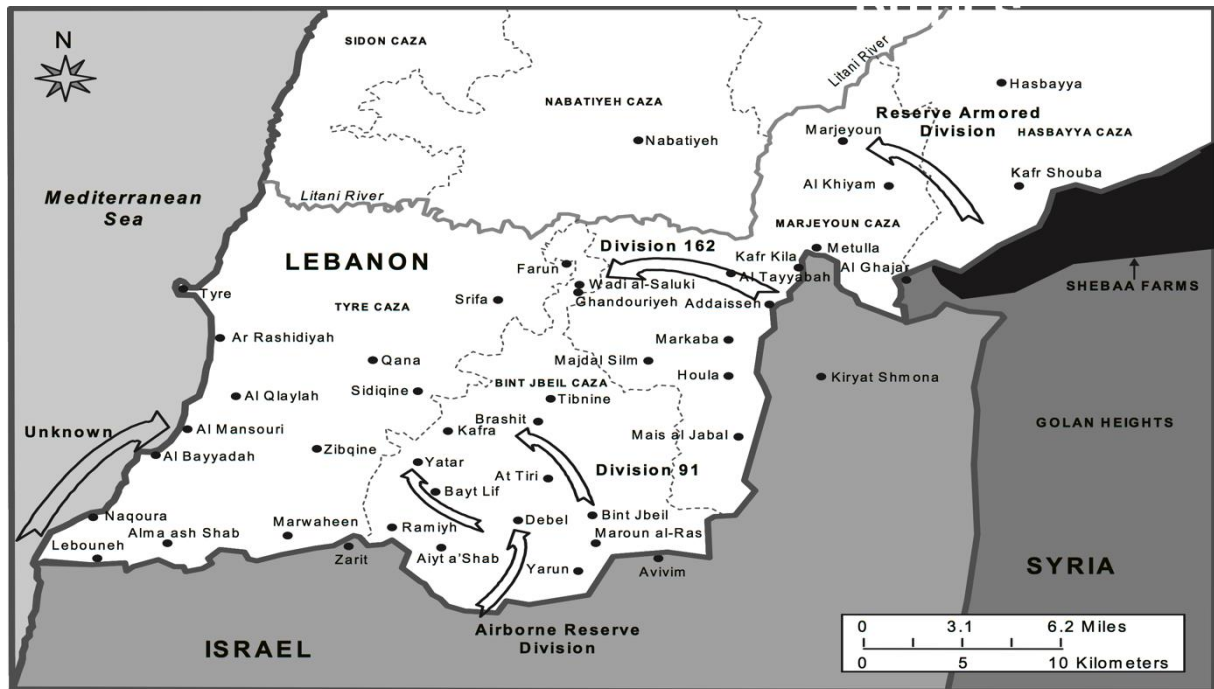 N
SIDON CAZA
NABATIYEH CAZA
Nabatiyeh
Litani River
Hasbayya
Reserve Armored
Division
HASBAYYA CAZA
Marjeyoun
Al Khiyam
Kafr Shouba
MARJEYOUN CAZA
Mediterranean
Sea
Litani River
LEBANON
Division 162
Metulla
Kafr Kila
Al Tayyabah
Al Ghajar
Farun
Wadi al-Saluki
Ghandouriyeh
Addaisseh
SHEBAA FARMS
Tyre
Srifa
TYRE CAZA
Ar Rashidiyah
Markaba
Qana
Majdal Silm
Houla
Kiryat Shmona
Sidiqine
BINT JBEIL CAZA
Tibnine
Al Qlaylah
GOLAN HEIGHTS
Unknown
Al Mansouri
Brashit
Kafra
Mais al Jabal
Al Bayyadah
Zibqine
Yatar
Division 91
At Tiri
Bayt Lif
Naqoura
Debel
Bint Jbeil
Alma ash Shab
Marwaheen
Ramiyh
Maroun al-Ras
Lebouneh
Zarit
Aiyt a'Shab
Yarun
Avivim
SYRIA
Airborne Reserve
Division
ISRAEL
0 3.1 6.2 Miles
0 5 10 Kilometers